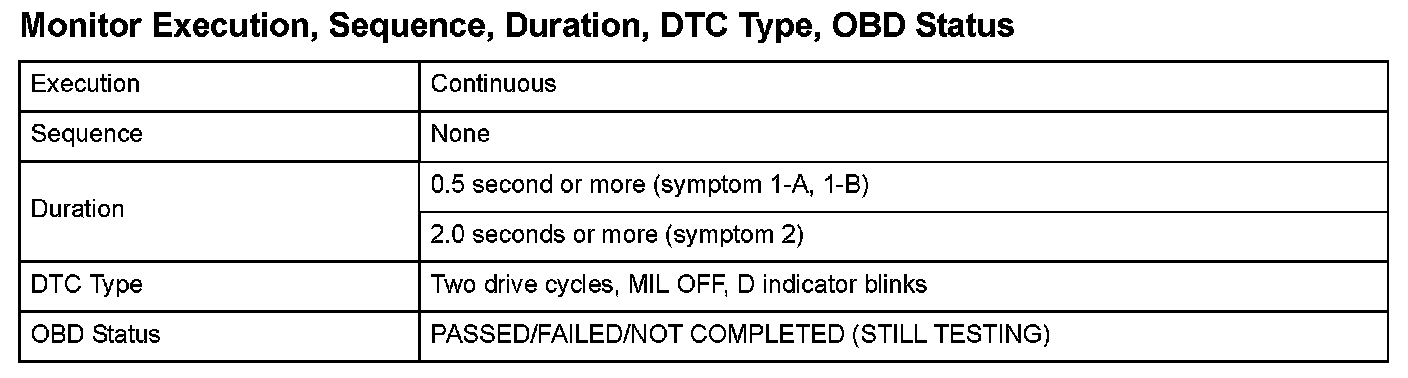 Monitor Execution, Sequence, Duration, DTC Type, OBD Status
Execution
Continuous
Sequence
None
Duration
0.5 second or more (symptom 1-A, 1-B)
2.0 seconds or more (symptom 2)
DTC Type
Two drive cycles, MIL OFF, D indicator blinks
OBD Status
PASSED/FAILED/NOT COMPLETED (STILL TESTING)